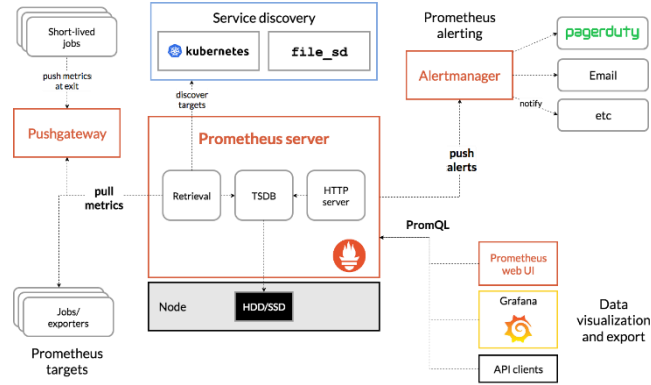 Short-lived
jobs
push metrics
at exit
Pushgateway
Service discovery
kubernetes
file_sd
discover
targets
Prometheus
alerting
Alertmanager
pagerduty
Email
notify
etc
Prometheus server
Retrieval
TSDB
HTTP
server
pull
metrics
push
alerts
PromQL
Node
HDD/SSD
Jobs/
exporters
Prometheus
targets
Prometheus
web UI
Grafana
API clients
Data
visualization
and export